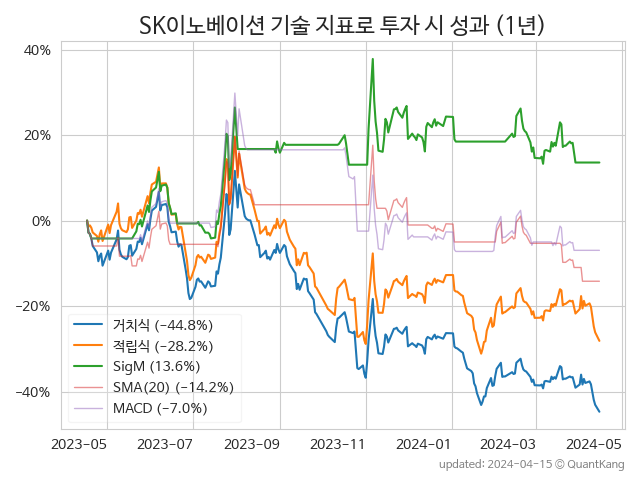 SK이노베이션 기술 지표로 투자 시 성과 (1년)
40%
20%
0%
−20%
−40%
거치식 (−44.8%)
적립식 (−28.2%)
SigM (13.6%)
SMA(20) (−14.2%)
MACD (−7.0%)
2023-05 2023-07 2023-09 2023-11 2024-01 2024-03 2024-05
updated: 2024-04-15 © QuantKang